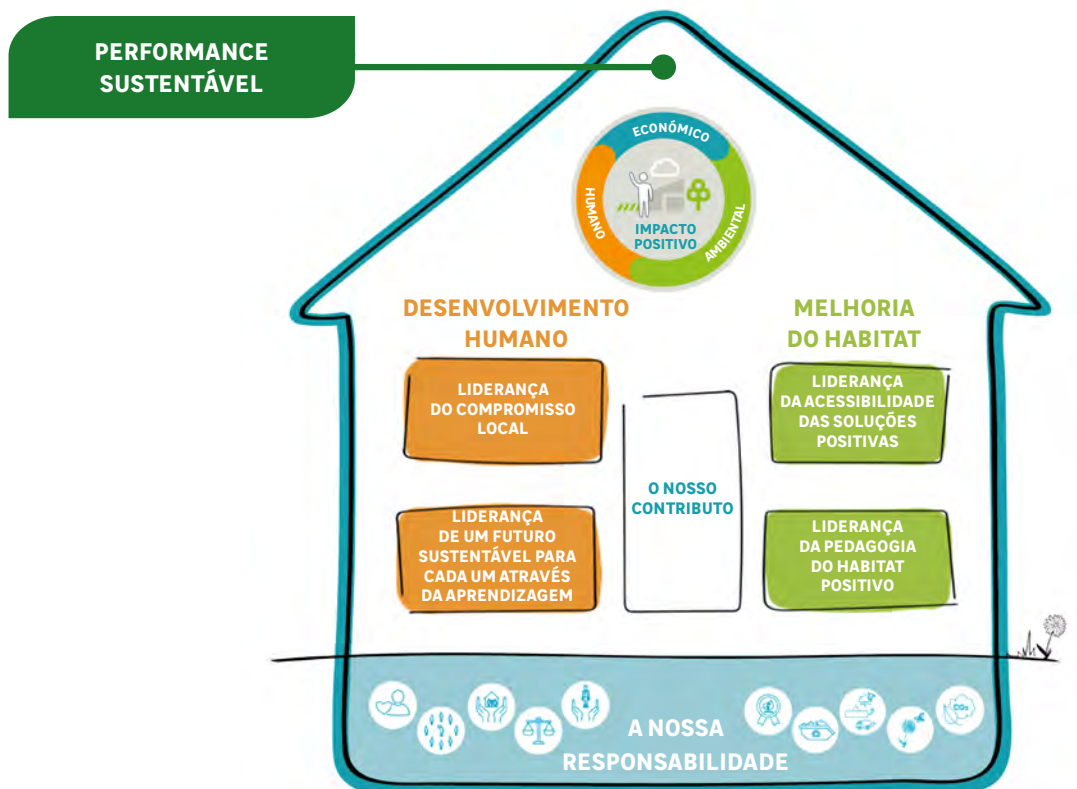 PERFORMANCE
SUSTENTÁVEL
ECONÓMICO
HUMANO
AMBIENTAL
IMPACTO
POSITIVO
DESENVOLVIMENTO
HUMANO
LIDERANÇA
DO COMPROMISSO
LOCAL
LIDERANÇA
DE UM FUTURO
SUSTENTÁVEL PARA
CADA UM ATRAVÉS
DA APRENDIZAGEM
O NOSSO
CONTRIBUTO
MELHORIA
DO HABITAT
LIDERANÇA
DA ACESSIBILIDADE
DAS SOLUÇÕES
POSITIVAS
LIDERANÇA
DA PEDAGOGIA
DO HABITAT
POSITIVO
A NOSSA
RESPONSABILIDADE
CO₂